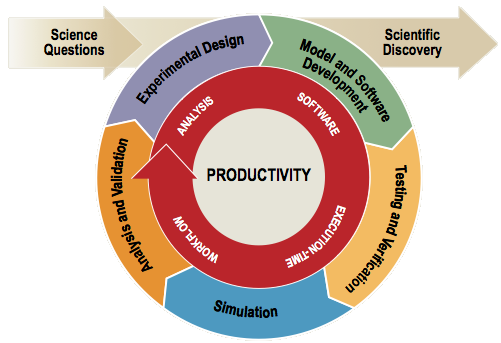 Science
Questions
Scientific
Discovery
Experimental Design
Model and Software
Development
Testing and Verification
Simulation
Analysis and Validation
ANALYSIS
SOFTWARE
EXECUTION-TIME
WORKFLOW
PRODUCTIVITY